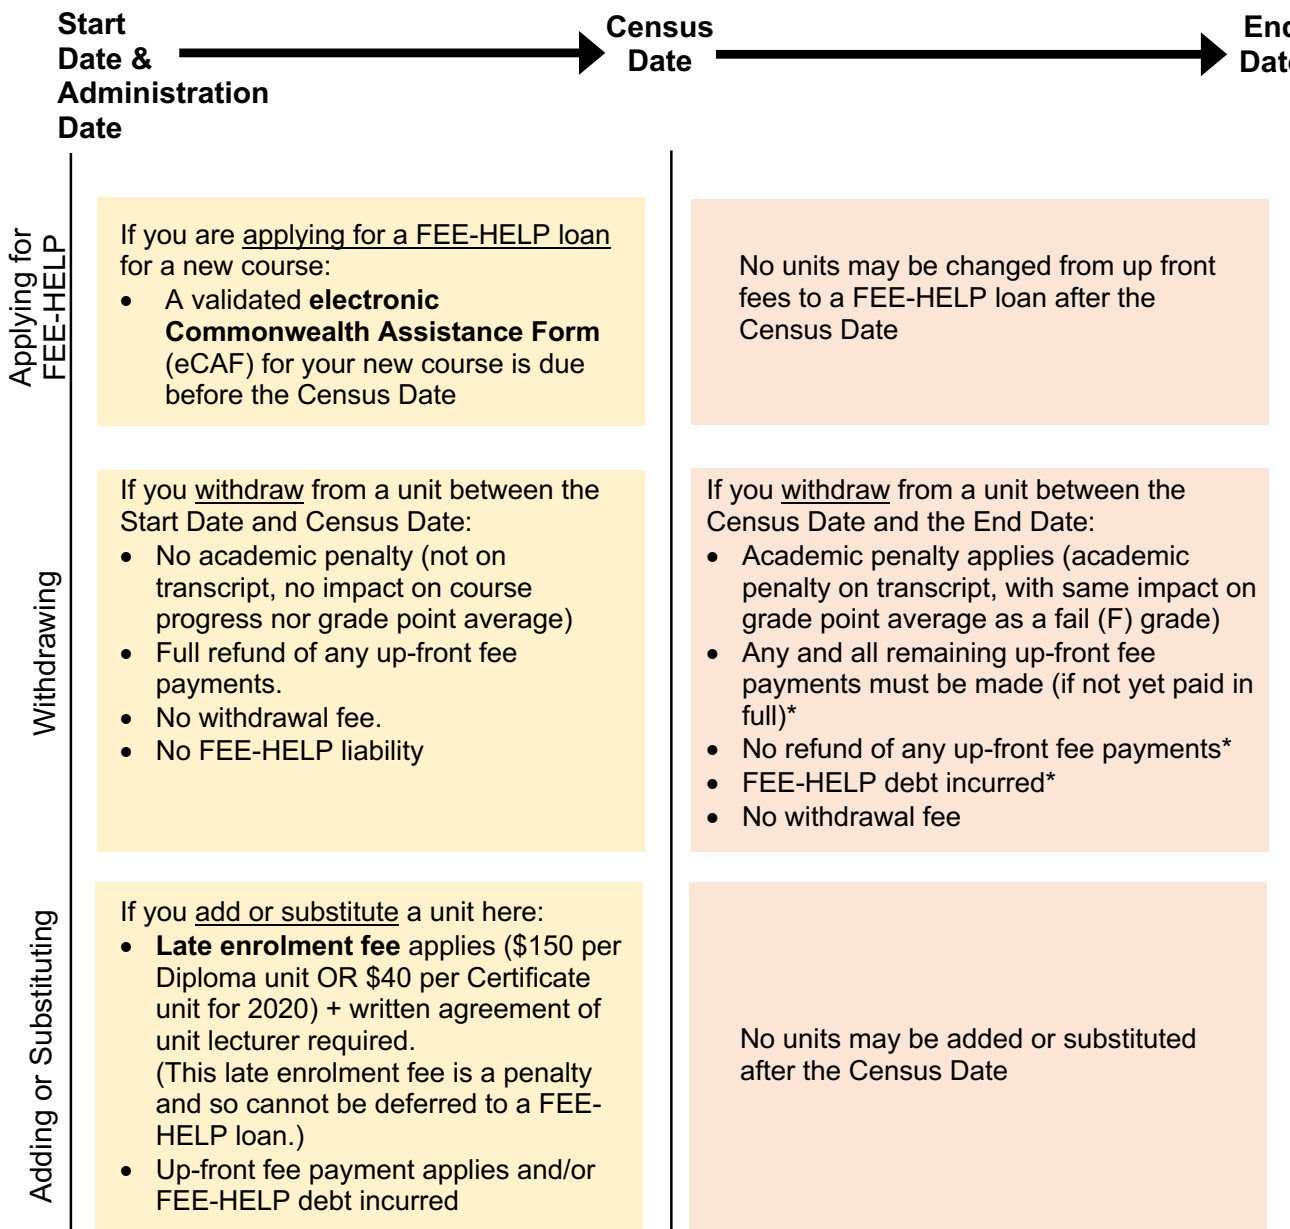 Start
Date &
Administration
Date
Census
Date
End
Date
Applying for
FEE-HELP
If you are applying for a FEE-HELP loan
for a new course:
• A validated electronic
Commonwealth Assistance Form
(eCAF) for your new course is due
before the Census Date
No units may be changed from up front
fees to a FEE-HELP loan after the
Census Date
Withdrawing
If you withdraw from a unit between the
Start Date and Census Date:
• No academic penalty (not on
transcript, no impact on course
progress nor grade point average)
• Full refund of any up-front fee
payments.
• No withdrawal fee.
• No FEE-HELP liability
If you withdraw from a unit between the
Census Date and the End Date:
• Academic penalty applies (academic
penalty on transcript, with same impact on
grade point average as a fail (F) grade)
• Any and all remaining up-front fee
payments must be made (if not yet paid in
full)*
• No refund of any up-front fee payments*
• FEE-HELP debt incurred*
• No withdrawal fee
Adding or Substituting
If you add or substitute a unit here:
• Late enrolment fee applies ($150 per
Diploma unit OR $40 per Certificate
unit for 2020) + written agreement of
unit lecturer required.
(This late enrolment fee is a penalty
and so cannot be deferred to a FEE-
HELP loan.)
• Up-front fee payment applies and/or
FEE-HELP debt incurred
No units may be added or substituted
after the Census Date